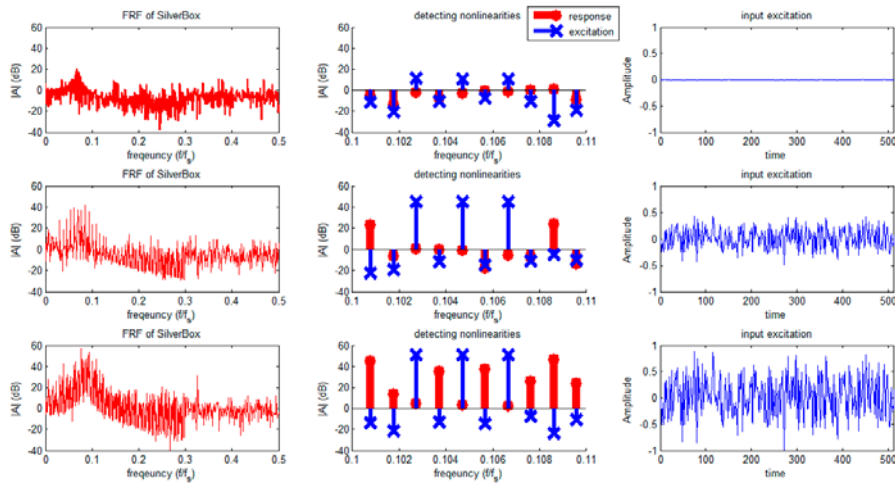 FRF of SilverBox
|A| (dB)
60
40
20
0
-20
-40
0 0.1 0.2 0.3 0.4 0.5
freqeuncy (f/fs)
detecting nonlinearities
response
excitation
|A| (dB)
60
40
20
0
-20
-40
0.1 0.102 0.104 0.106 0.108 0.11
freqeuncy (f/fs)
input excitation
Amplitude
1
0.5
0
-0.5
-1
0 100 200 300 400 500
time
FRF of SilverBox
|A| (dB)
60
40
20
0
-20
-40
0 0.1 0.2 0.3 0.4 0.5
freqeuncy (f/fs)
detecting nonlinearities
|A| (dB)
60
40
20
0
-20
-40
0.1 0.102 0.104 0.106 0.108 0.11
freqeuncy (f/fs)
input excitation
Amplitude
1
0.5
0
-0.5
-1
0 100 200 300 400 500
time
FRF of SilverBox
|A| (dB)
60
40
20
0
-20
-40
0 0.1 0.2 0.3 0.4 0.5
freqeuncy (f/fs)
detecting nonlinearities
|A| (dB)
60
40
20
0
-20
-40
0.1 0.102 0.104 0.106 0.108 0.11
freqeuncy (f/fs)
input excitation
Amplitude
1
0.5
0
-0.5
-1
0 100 200 300 400 500
time